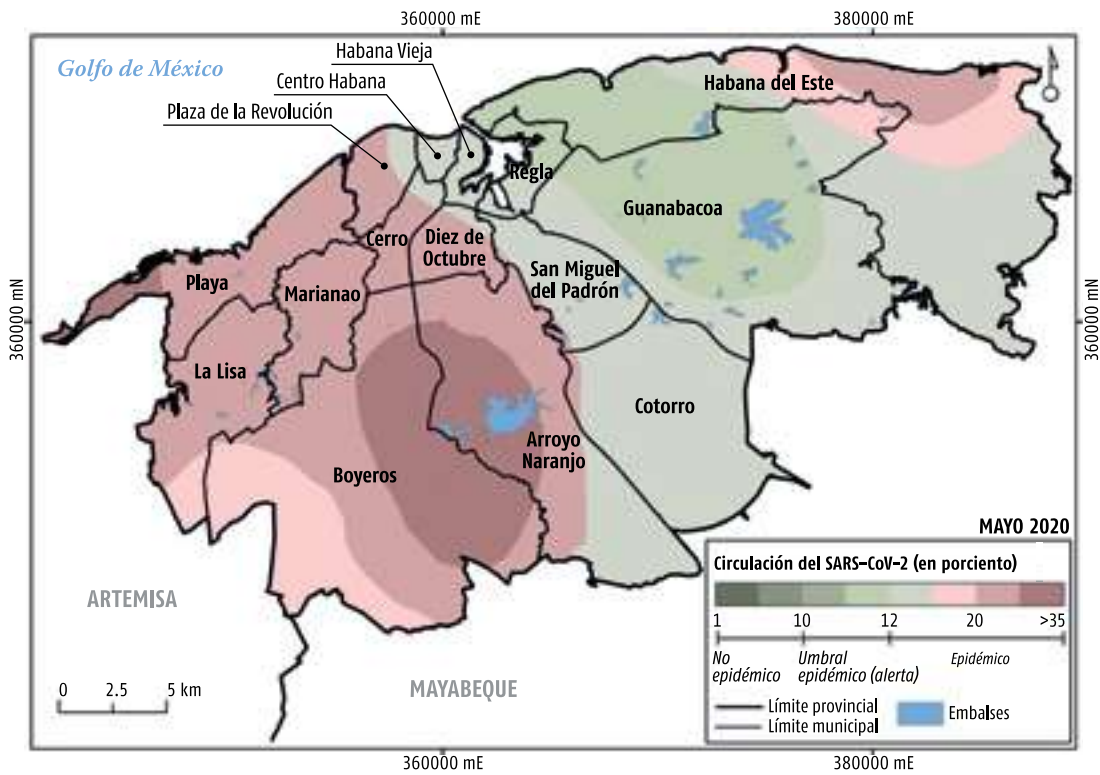 360000 mE
380000 mE
Golfo de México
Habana Vieja
Centro Habana
Plaza de la Revolución
Habana del Este
Regla
Guanabacoa
Cerro
Diez de
Octubre
Playa
Marianao
San Miguel
del Padrón
360000 mN
360000 mN
La Lisa
Cotorro
Arroyo
Naranjo
Boyeros
MAYO 2020
Circulación del SARS-CoV-2 (en porciento)
1 10 12 20 >35
No
epidémico
Umbral
epidémico (alerta)
Epidémico
Límite provincial
Límite municipal
Embalses
ARTEMISA
MAYABEQUE
0 2.5 5 km
360000 mE
380000 mE